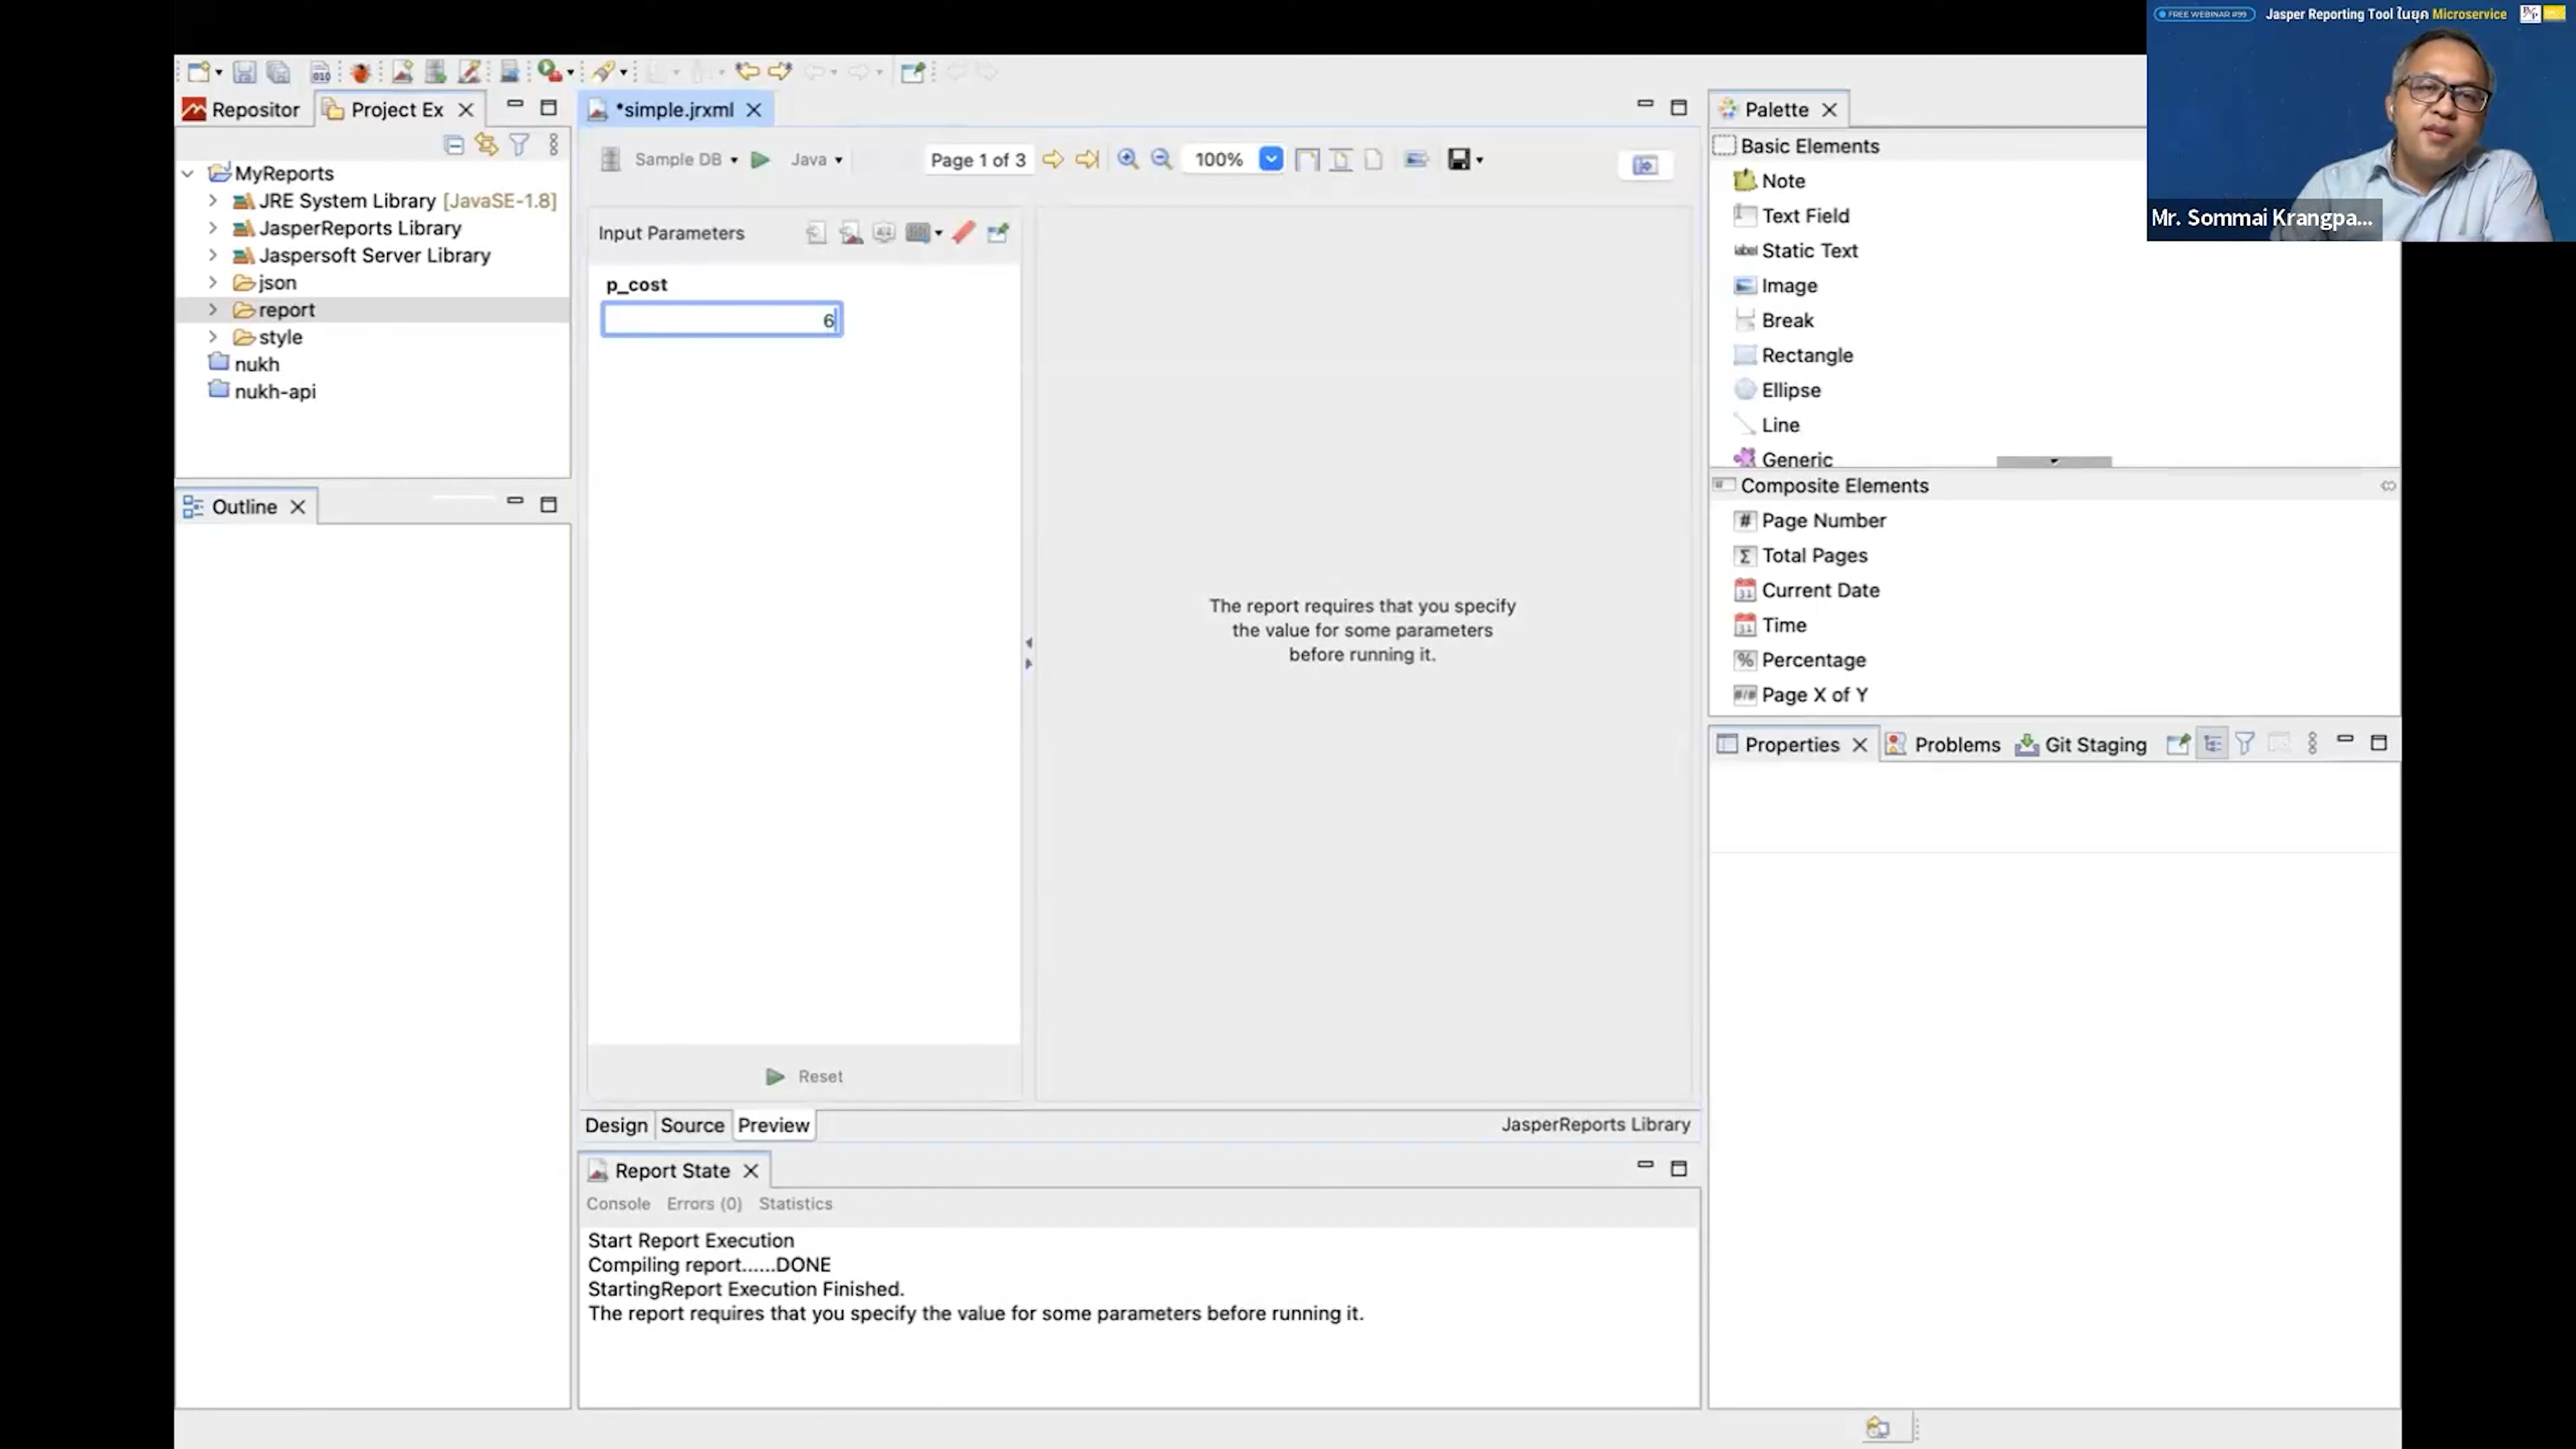 FREE WEBINAR #99
Jasper Reporting Tool ในยุค Microservice
Mr. Sommai Krangpa...
Repositor
Project Ex
MyReports
JRE System Library [JavaSE-1.8]
JasperReports Library
Jaspersoft Server Library
json
report
style
nukh
nukh-api
Outline
*simple.jrxml
Sample DB
Java
Page 1 of 3
100%
Input Parameters
p_cost
6
The report requires that you specify
the value for some parameters
before running it.
Reset
Design
Source
Preview
JasperReports Library
Report State
Console
Errors (0)
Statistics
Start Report Execution
Compiling report......DONE
StartingReport Execution Finished.
The report requires that you specify the value for some parameters before running it.
Palette
Basic Elements
Note
Text Field
label
Static Text
Image
Break
Rectangle
Ellipse
Line
Generic
Composite Elements
# Page Number
Σ Total Pages
31 Current Date
31 Time
% Percentage
#/# Page X of Y
Properties
Problems
Git Staging